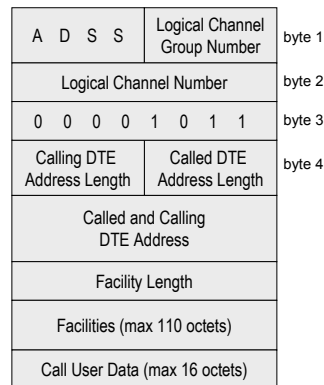 A D S S
Logical Channel
Group Number
byte 1
Logical Channel Number
byte 2
0 0 0 0 1 0 1 1
byte 3
Calling DTE
Address Length
Called DTE
Address Length
byte 4
Called and Calling
DTE Address
Facility Length
Facilities (max 110 octets)
Call User Data (max 16 octets)